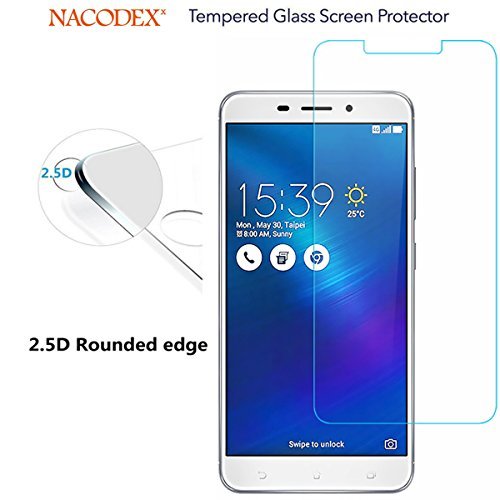 NACODEX x Tempered Glass Screen Protector
2.5D
4G
15:39
25°C
Mon, May 30, Taipei
8:00 AM, Sunny
2.5D Rounded edge
Swipe to unlock